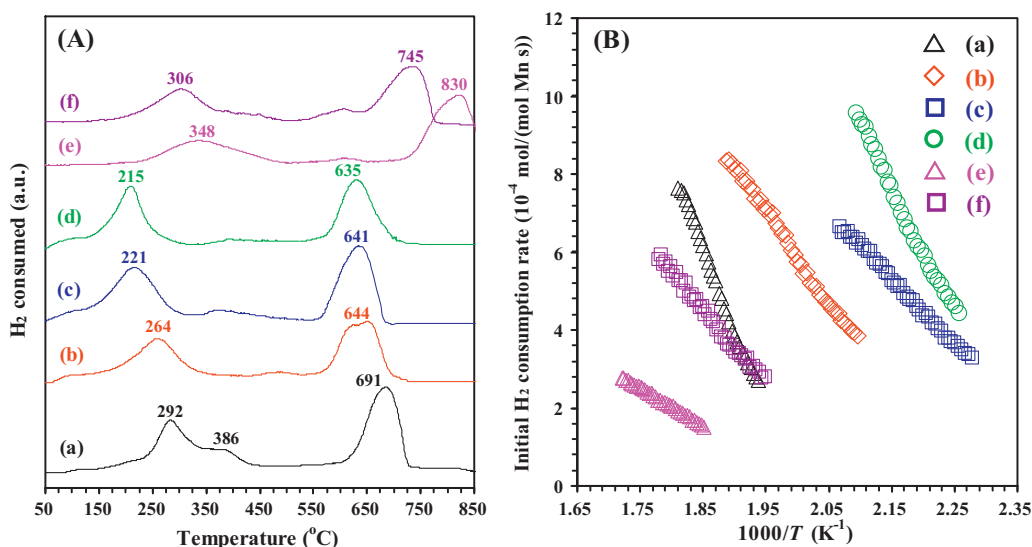 (A)
745
830
306
(f)
348
(e)
215
635
(d)
641
221
(c)
644
264
(b)
691
292
386
(a)
H2 consumed (a.u.)
50 150 250 350 450 550 650 750 850
Temperature (°C)
(B)
(a)
(b)
(c)
(d)
(e)
(f)
12
10
8
6
4
2
0
Initial H2 consumption rate (10-4 mol/(mol Mn s))
1.65 1.75 1.85 1.95 2.05 2.15 2.25 2.35
1000/T (K-1)